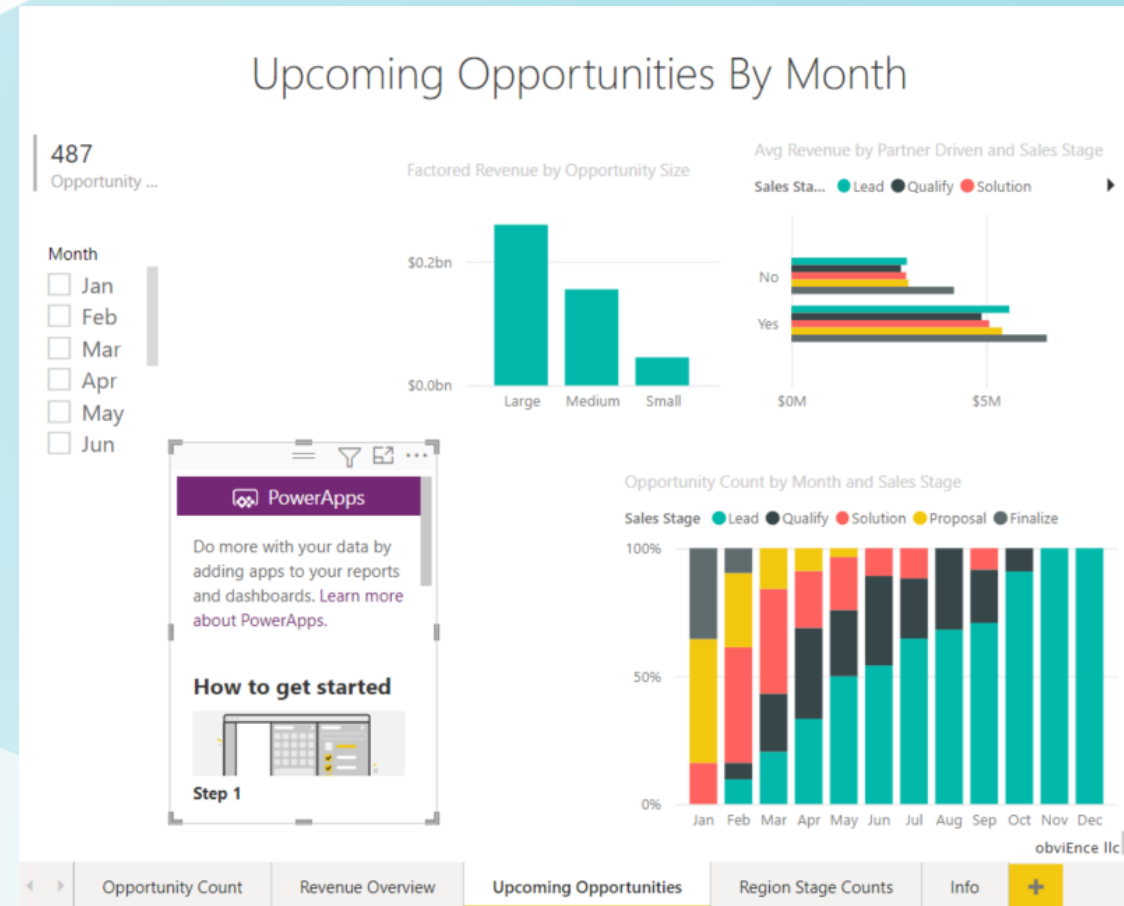 Upcoming Opportunities By Month
487
Opportunity ...
Month
Jan
Feb
Mar
Apr
May
Jun
Factored Revenue by Opportunity Size
$0.2bn
$0.0bn
Large Medium Small
Avg Revenue by Partner Driven and Sales Stage
Sales Sta... Lead Qualify Solution
No
Yes
$0M $5M
PowerApps
Do more with your data by
adding apps to your reports
and dashboards. Learn more
about PowerApps.
How to get started
Step 1
Opportunity Count by Month and Sales Stage
Sales Stage Lead Qualify Solution Proposal Finalize
100%
50%
0%
Jan Feb Mar Apr May Jun Jul Aug Sep Oct Nov Dec
obviEnce llc
Opportunity Count Revenue Overview Upcoming Opportunities Region Stage Counts Info +